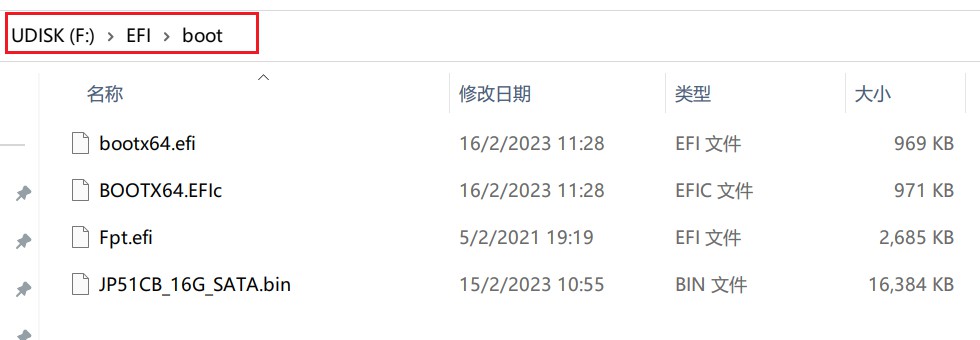 UDISK (F:) > EFI > boot
名称 修改日期 类型 大小
bootx64.efi 16/2/2023 11:28 EFI 文件 969 KB
BOOTX64.EFIc 16/2/2023 11:28 EFIC 文件 971 KB
Fpt.efi 5/2/2021 19:19 EFI 文件 2,685 KB
JP51CB_16G_SATA.bin 15/2/2023 10:55 BIN 文件 16,384 KB